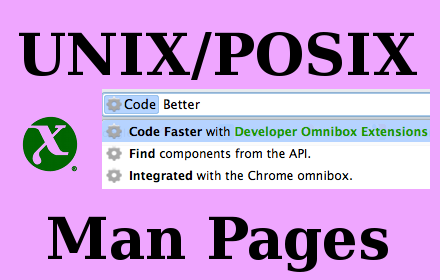 UNIX/POSIX
Code Better
Code Faster with Developer Omnibox Extensions
Find components from the API.
X
Integrated with the Chrome omnibox.
Man Pages